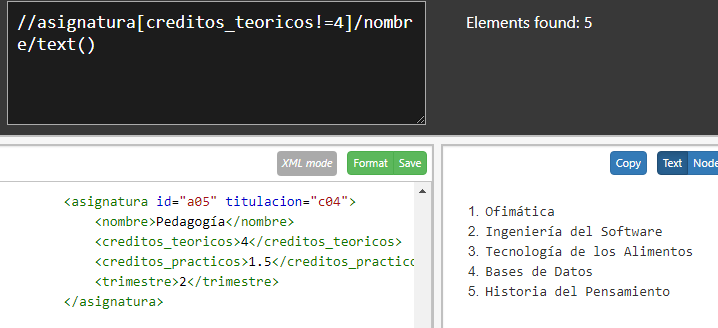 //asignatura[creditos_teoricos!=4]/nombr
e/text()
Elements found: 5
XML mode
Format
Save
Copy
Text
Node
<asignatura id="a05" titulacion="c04">
<nombre>Pedagogía</nombre>
<creditos_teoricos>4</creditos_teoricos>
<creditos_practicos>1.5</creditos_practico
<trimestre>2</trimestre>
</asignatura>
1. Ofimática
2. Ingeniería del Software
3. Tecnología de los Alimentos
4. Bases de Datos
5. Historia del Pensamiento